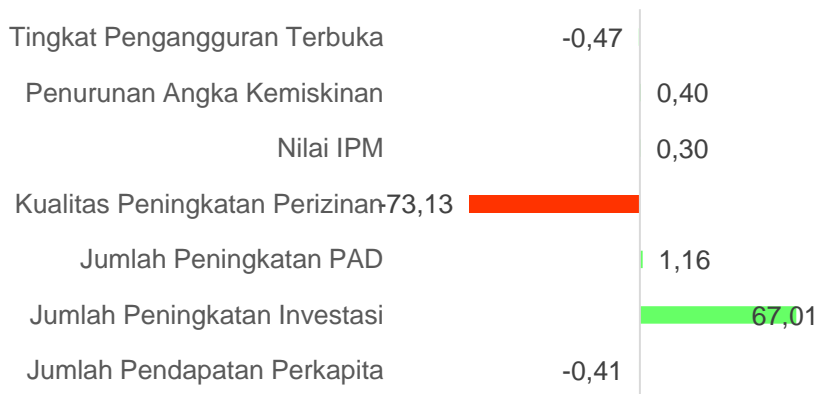 Tingkat Pengangguran Terbuka -0,47
Penurunan Angka Kemiskinan 0,40
Nilai IPM 0,30
Kualitas Peningkatan Perizinan -73,13
Jumlah Peningkatan PAD 1,16
Jumlah Peningkatan Investasi 67,01
Jumlah Pendapatan Perkapita -0,41